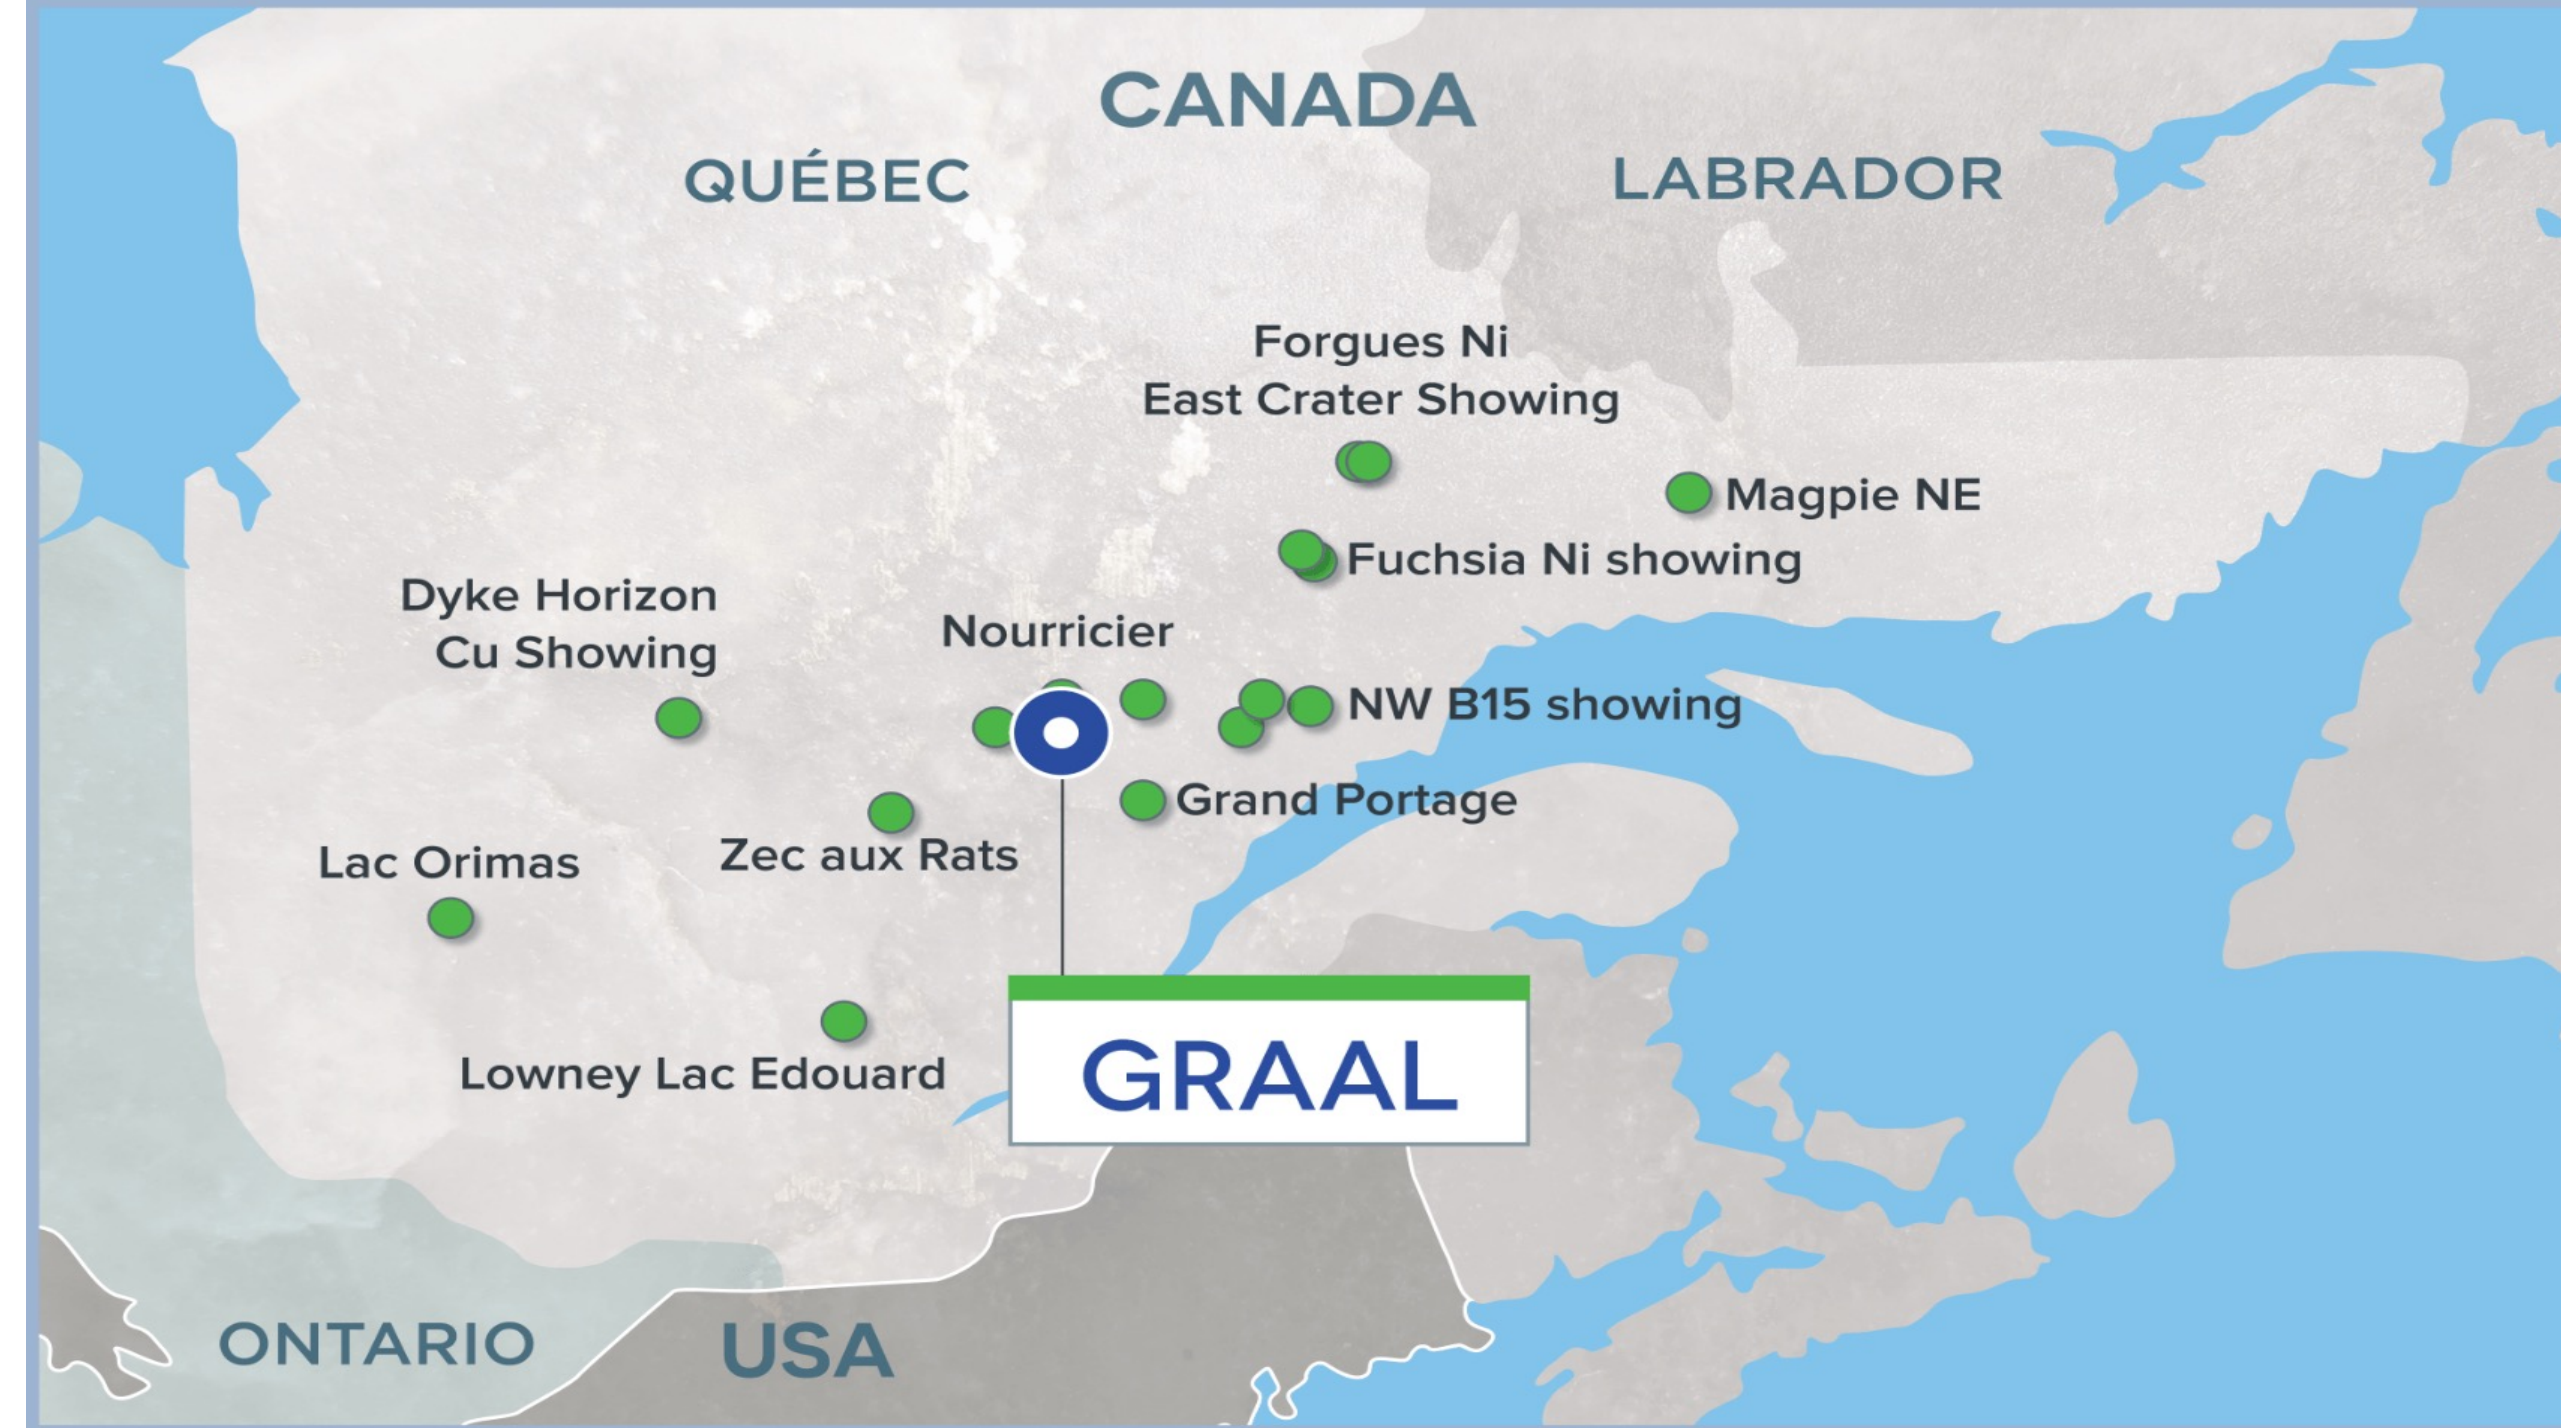 CANADA
QUÉBEC
LABRADOR
Forgues Ni
East Crater Showing
Magpie NE
Fuchsia Ni showing
Dyke Horizon
Cu Showing
Nourricier
NW B15 showing
Grand Portage
Zec aux Rats
Lac Orimas
Lowney Lac Edouard
GRAAL
ONTARIO
USA